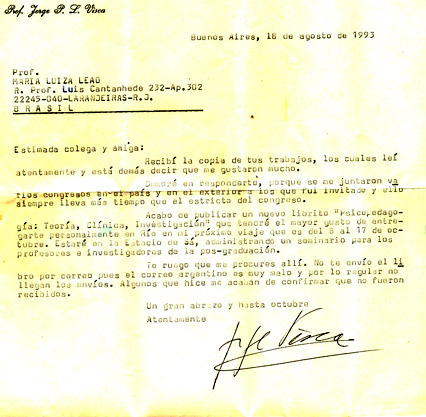 Prof. Jorge P. L. Visca
Buenos Aires, 18 de agosto de 1993
Prof.
MARIA LUIZA LEAO
R. Prof. Luis Cantanhede 232-Ap.302
22245-040-LARANJEIRAS-R.J.
B R A S I L
Estimada colega y amiga:
Recibí la copia de tus trabajos, los cuales leí
atentamente y está demás decir que me gustaron mucho.
Demoré en responderte, porque se me juntaron va
rios congresos en el país y en el exterior a los que fui invitado y ello
siempre lleva más tiempo que el estricto del congreso.
Acabo de publicar un nuevo librito "Psicopedago-
gía: Teoría, Clínica, Investigación" que tendré el mayor gusto de entre-
garte personalmente en Río en mi próximo viaje que es del 8 al 17 de oc-
tubre. Estaré en la Estacio de Sá, administrando un seminario para los
profesores e investigadores de la pos-graduación.
Te ruego que me procures allí. No te envío el li
bro por correo pues el correo argentino es muy malo y por lo regular no
llegan los envíos. Algunos que hice me acaban de confirmar que no fueron
recibidos.
Un gran abrazo y hasta octubre
Atentamente
Jorge Visca